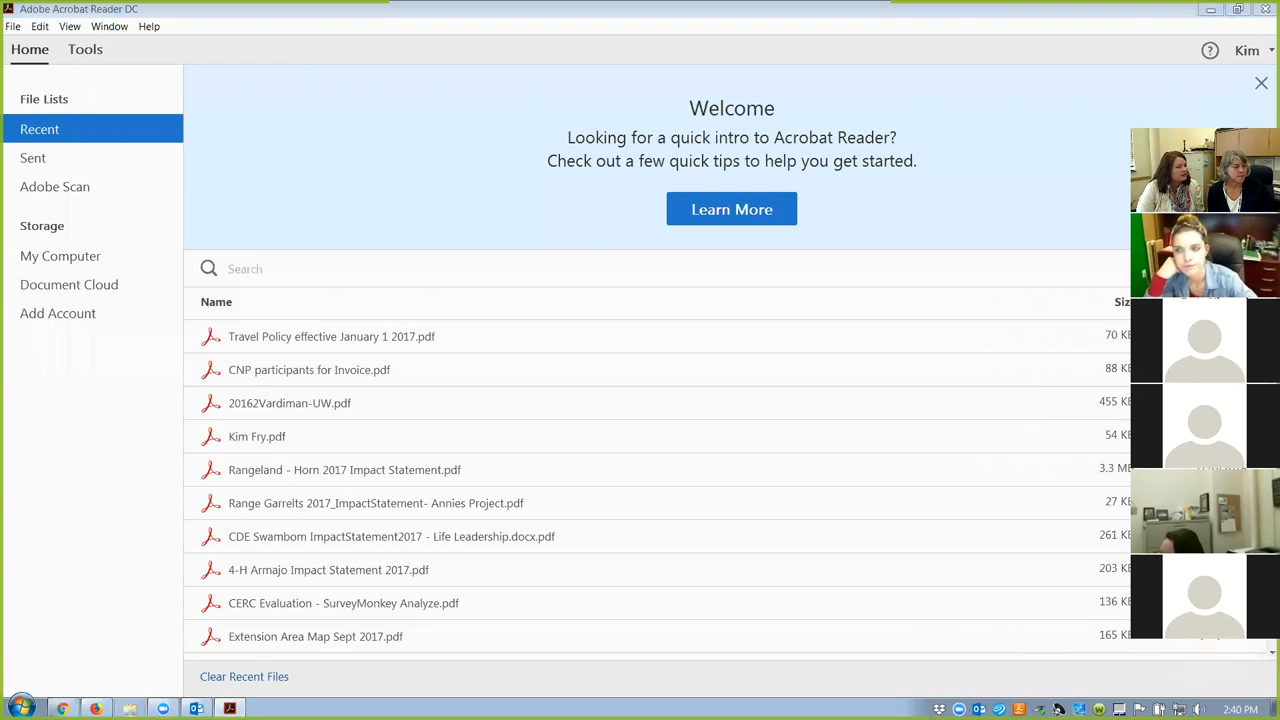 Adobe Acrobat Reader DC
File Edit View Window Help
Home Tools
Kim
File Lists
Recent
Sent
Adobe Scan
Storage
My Computer
Document Cloud
Add Account
Welcome
Looking for a quick intro to Acrobat Reader?
Check out a few quick tips to help you get started.
Learn More
Search
Name Siz
Travel Policy effective January 1 2017.pdf 70 KB
CNP participants for Invoice.pdf 88 KB
20162Vardiman-UW.pdf 455 KB
Kim Fry.pdf 54 KB
Rangeland - Horn 2017 Impact Statement.pdf 3.3 MB
Range Garrelts 2017_ImpactStatement- Annies Project.pdf 27 KB
CDE Swambom ImpactStatement2017 - Life Leadership.docx.pdf 261 KB
4-H Armajo Impact Statement 2017.pdf 203 KB
CERC Evaluation - SurveyMonkey Analyze.pdf 136 KB
Extension Area Map Sept 2017.pdf 165 KB
Clear Recent Files
2:40 PM